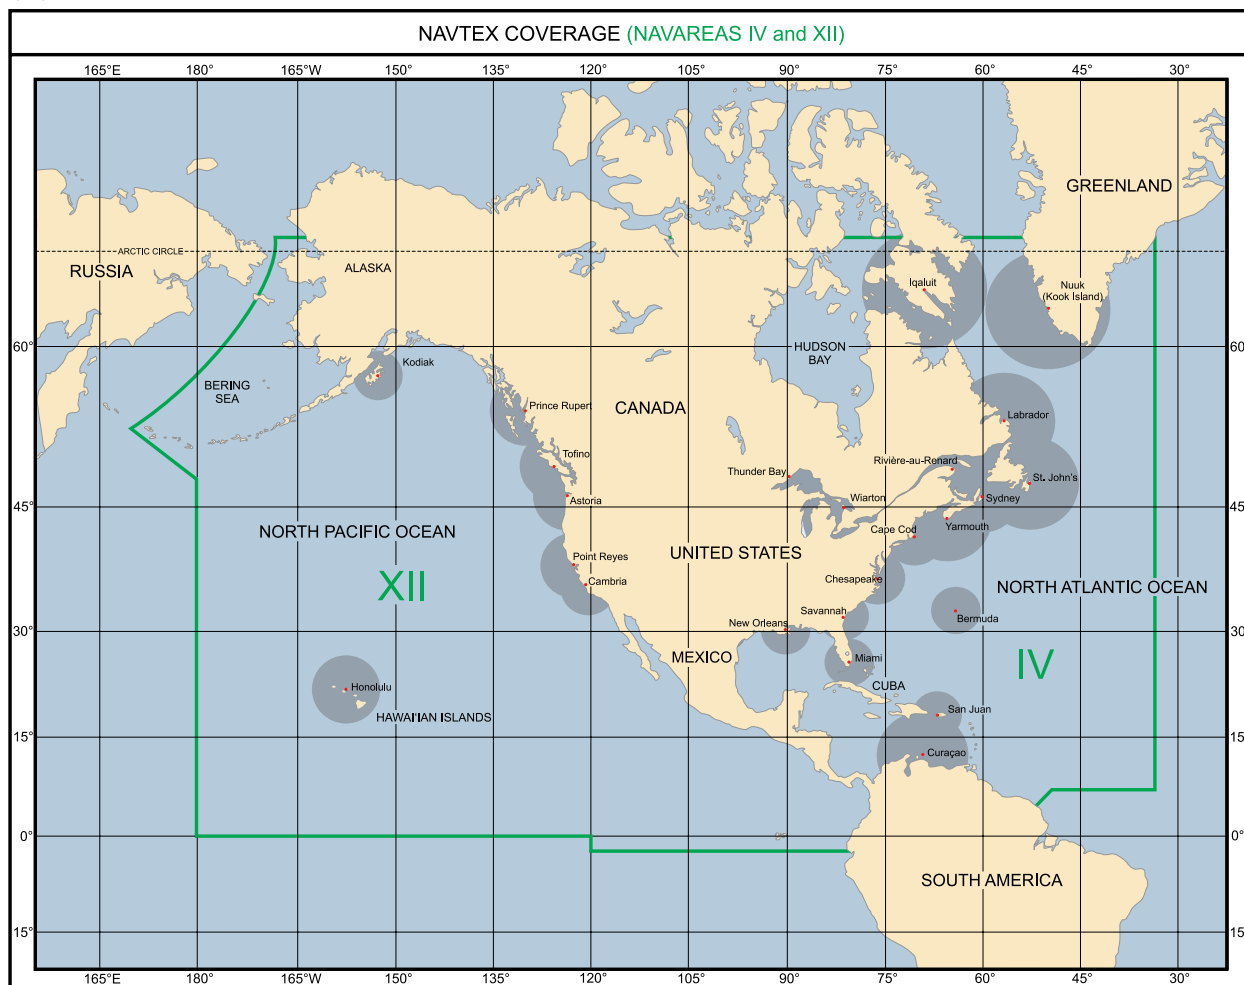 NAVTEX COVERAGE (NAVAREAS IV and XII)
165°E 180° 165°W 150° 135° 120° 105° 90° 75° 60° 45° 30°
GREENLAND
ARCTIC CIRCLE
RUSSIA
ALASKA
Iqaluit
Nuuk
(Kook Island)
60° 60
HUDSON
BAY
Kodiak
BERING
SEA
Prince Rupert
CANADA
Labrador
Tofino
Thunder Bay
Rivière-au-Renard
St. John's
Astoria
Wiarton
Sydney
45° 45
Cape Cod
Yarmouth
NORTH PACIFIC OCEAN
UNITED STATES
Point Reyes
Cambria
Chesapeake
XII
NORTH ATLANTIC OCEAN
Savannah
Bermuda
New Orleans
30° 30
MEXICO
Miami
IV
CUBA
Honolulu
HAWAI'IAN ISLANDS
San Juan
15° 15
Curaçao
0° 0°
SOUTH AMERICA
15° 15
165°E 180° 165°W 150° 135° 120° 105° 90° 75° 60° 45° 30°